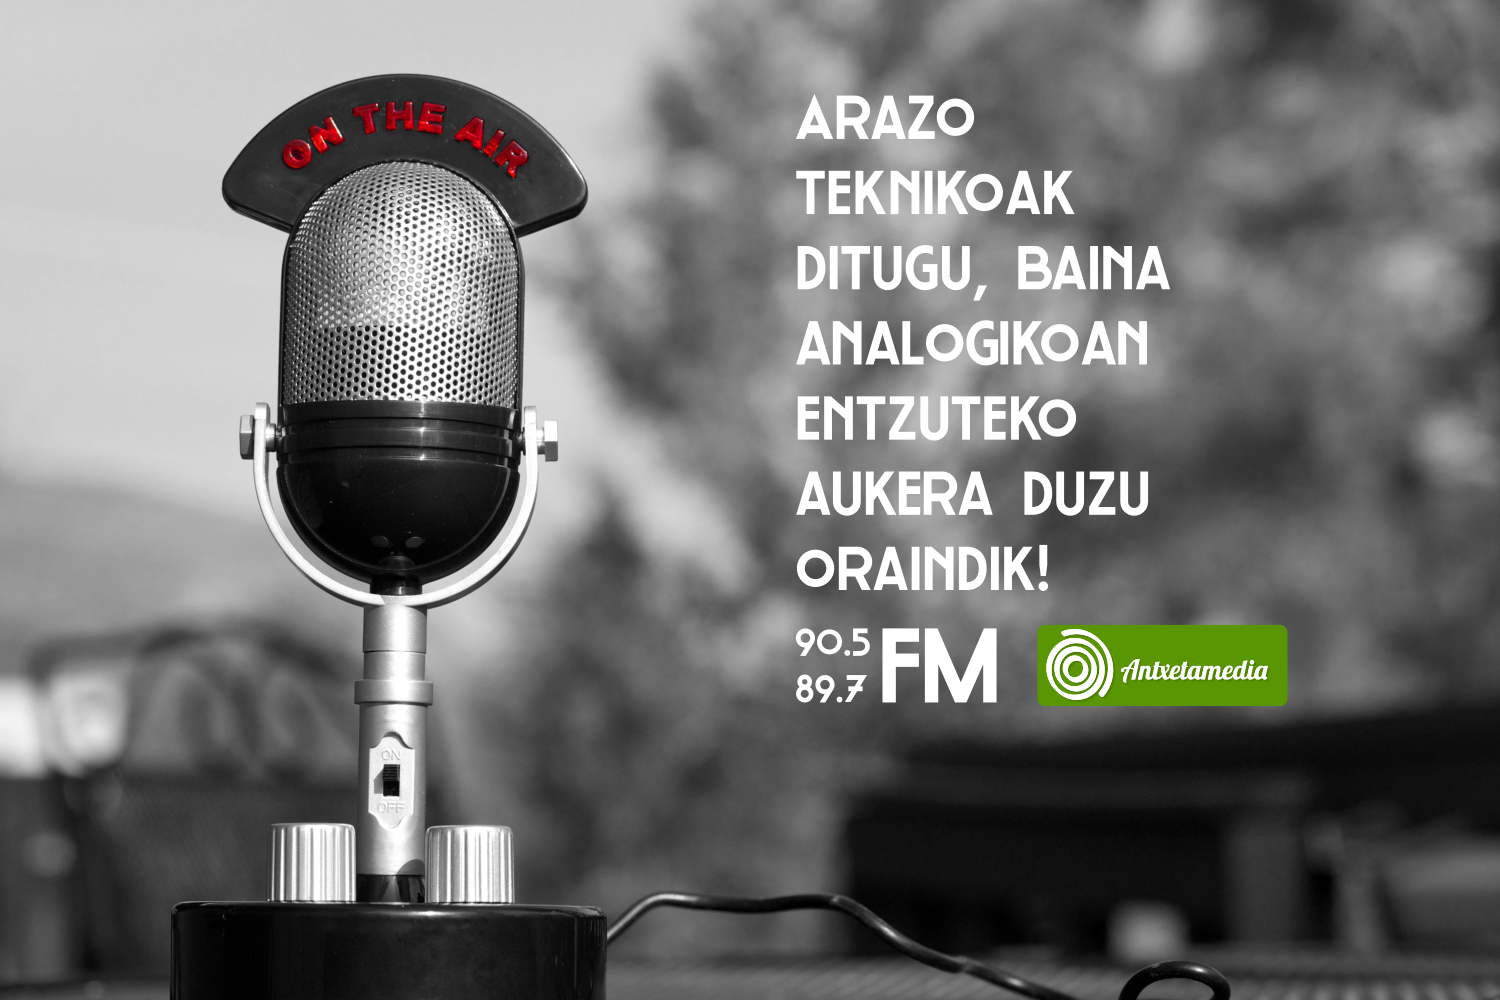 ON THE AIR
ARAZO
TEKNIKOAK
DITUGU, BAINA
ANALOGIKOAN
ENTZUTEKO
AUKERA DUZU
ORAINDIK!
90.5
89.7
FM
Antxetamedia
ON
OFF